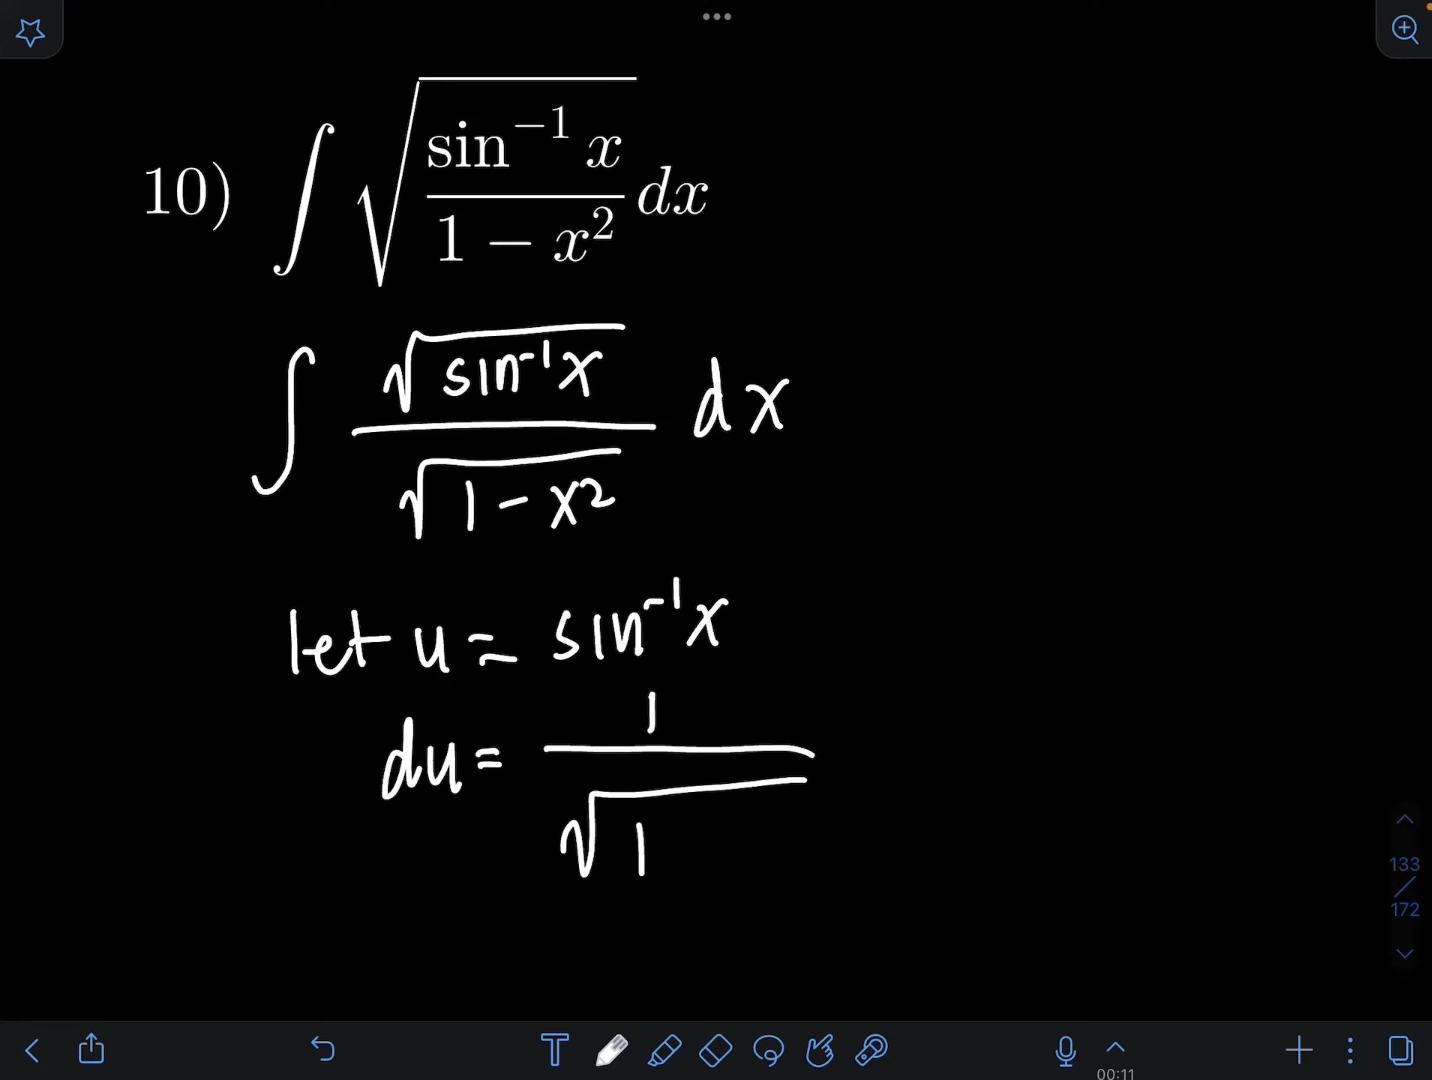 10) ∫ √(sin⁻¹ x / 1 − x²) dx
∫ √(sin⁻¹x) / √(1 − x²) dx
let u = sin⁻¹x
du = 1 / √1
133
/
172
T
00:11